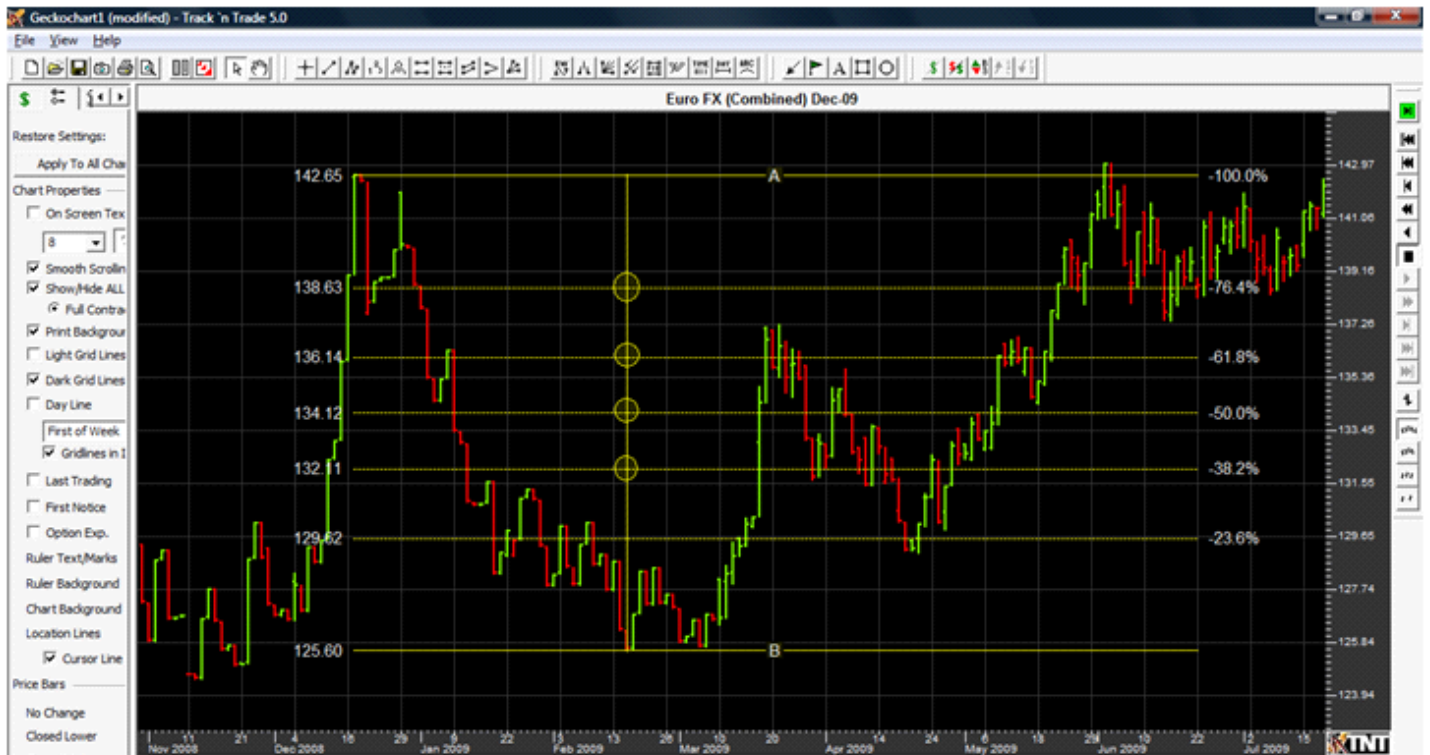 Geckochart1 (modified) - Track 'n Trade 5.0
File View Help
Euro FX (Combined) Dec-09
Restore Settings:
Apply To All Cha
Chart Properties
On Screen Tex
8
Smooth Scrollin
Show/Hide ALL
Full Contra
Print Backgrour
Light Grid Lines
Dark Grid Lines
Day Line
First of Week
Gridlines in I
Last Trading
First Notice
Option Exp.
Ruler Text/Marks
Ruler Background
Chart Background
Location Lines
Cursor Line
Price Bars
No Change
Closed Lower
142.65 A -100.0%
138.63 -76.4%
136.14 -61.8%
134.12 -50.0%
132.11 -38.2%
129.62 -23.6%
125.60 B
142.97
141.06
139.16
137.26
135.36
133.45
131.55
129.65
127.74
125.84
123.94
11 21 4 16 29 9 22 3 13 26 10 20 14 24 6 18 29 10 22 2 15
Nov 2008 Dec 2008 Jan 2009 Feb 2009 Mar 2009 Apr 2009 May 2009 Jun 2009 Jul 2009
TNT